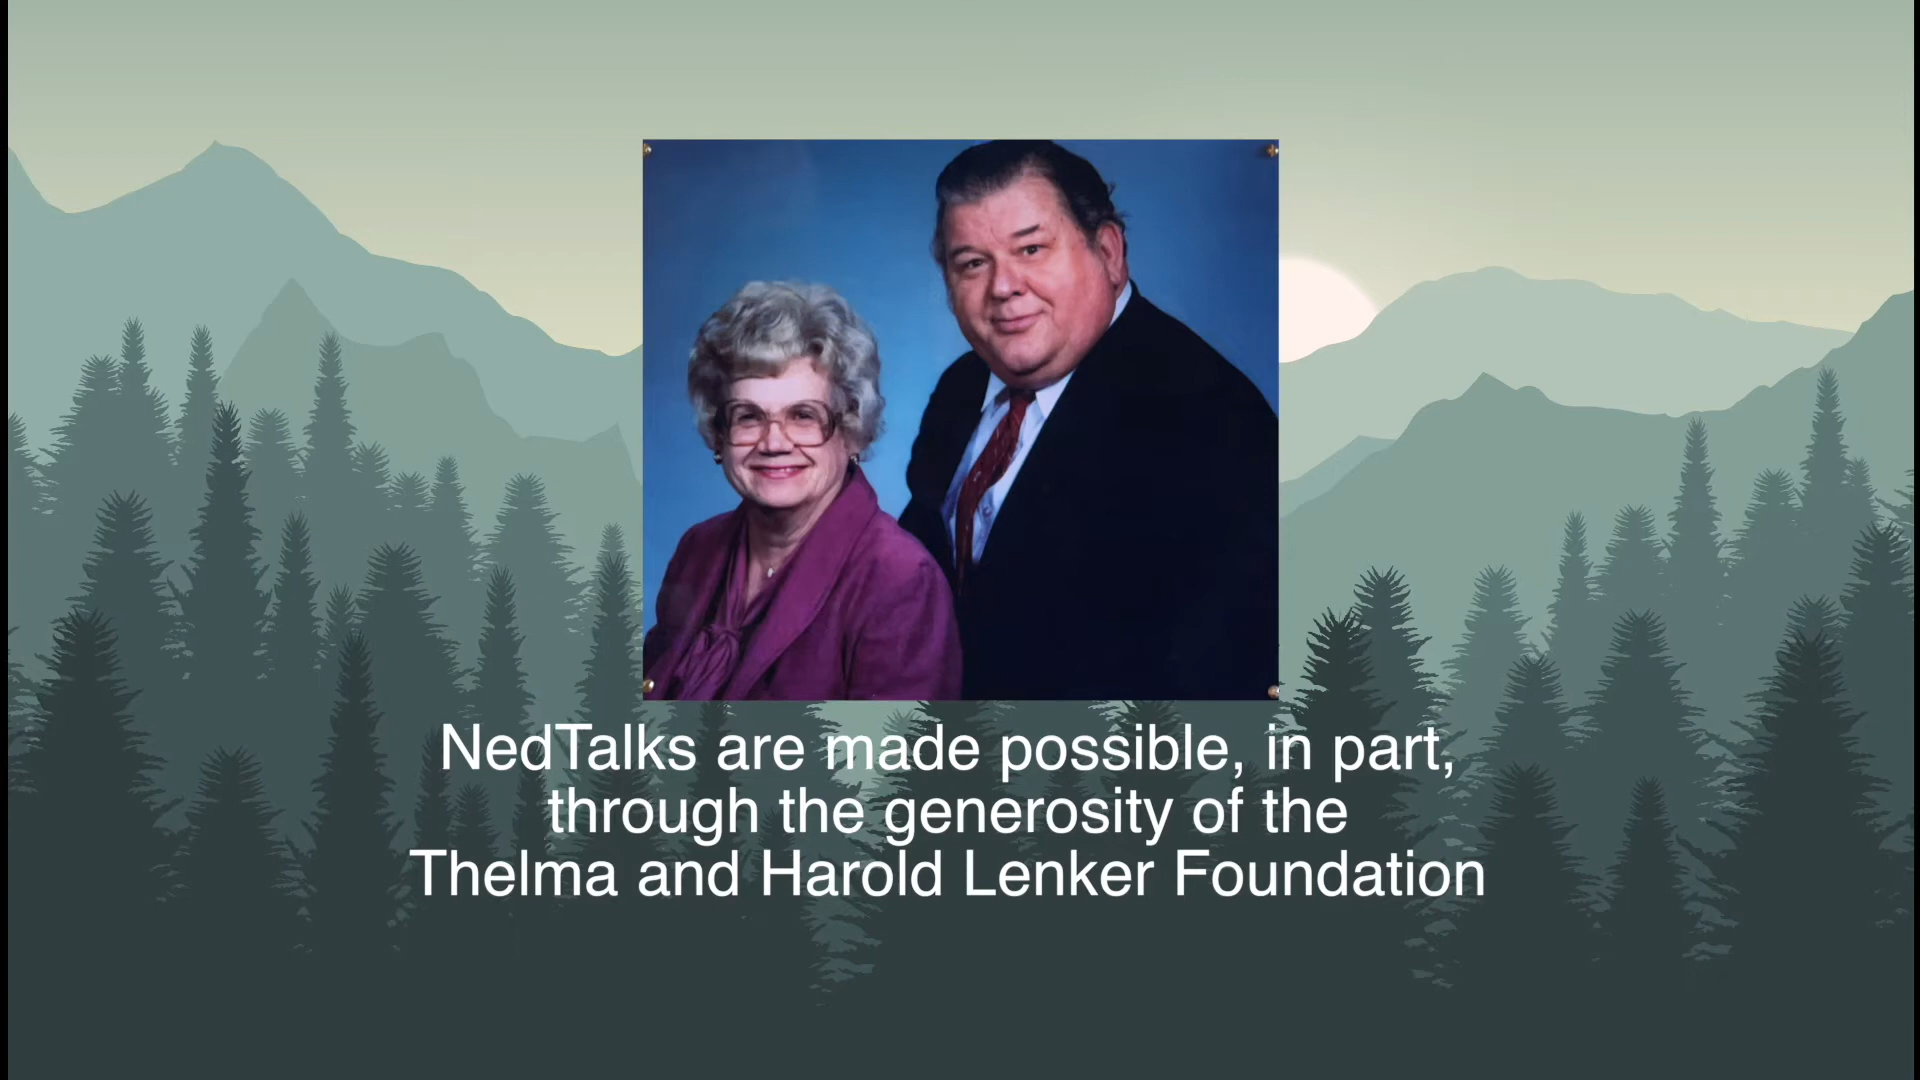 NedTalks are made possible, in part,
through the generosity of the
Thelma and Harold Lenker Foundation